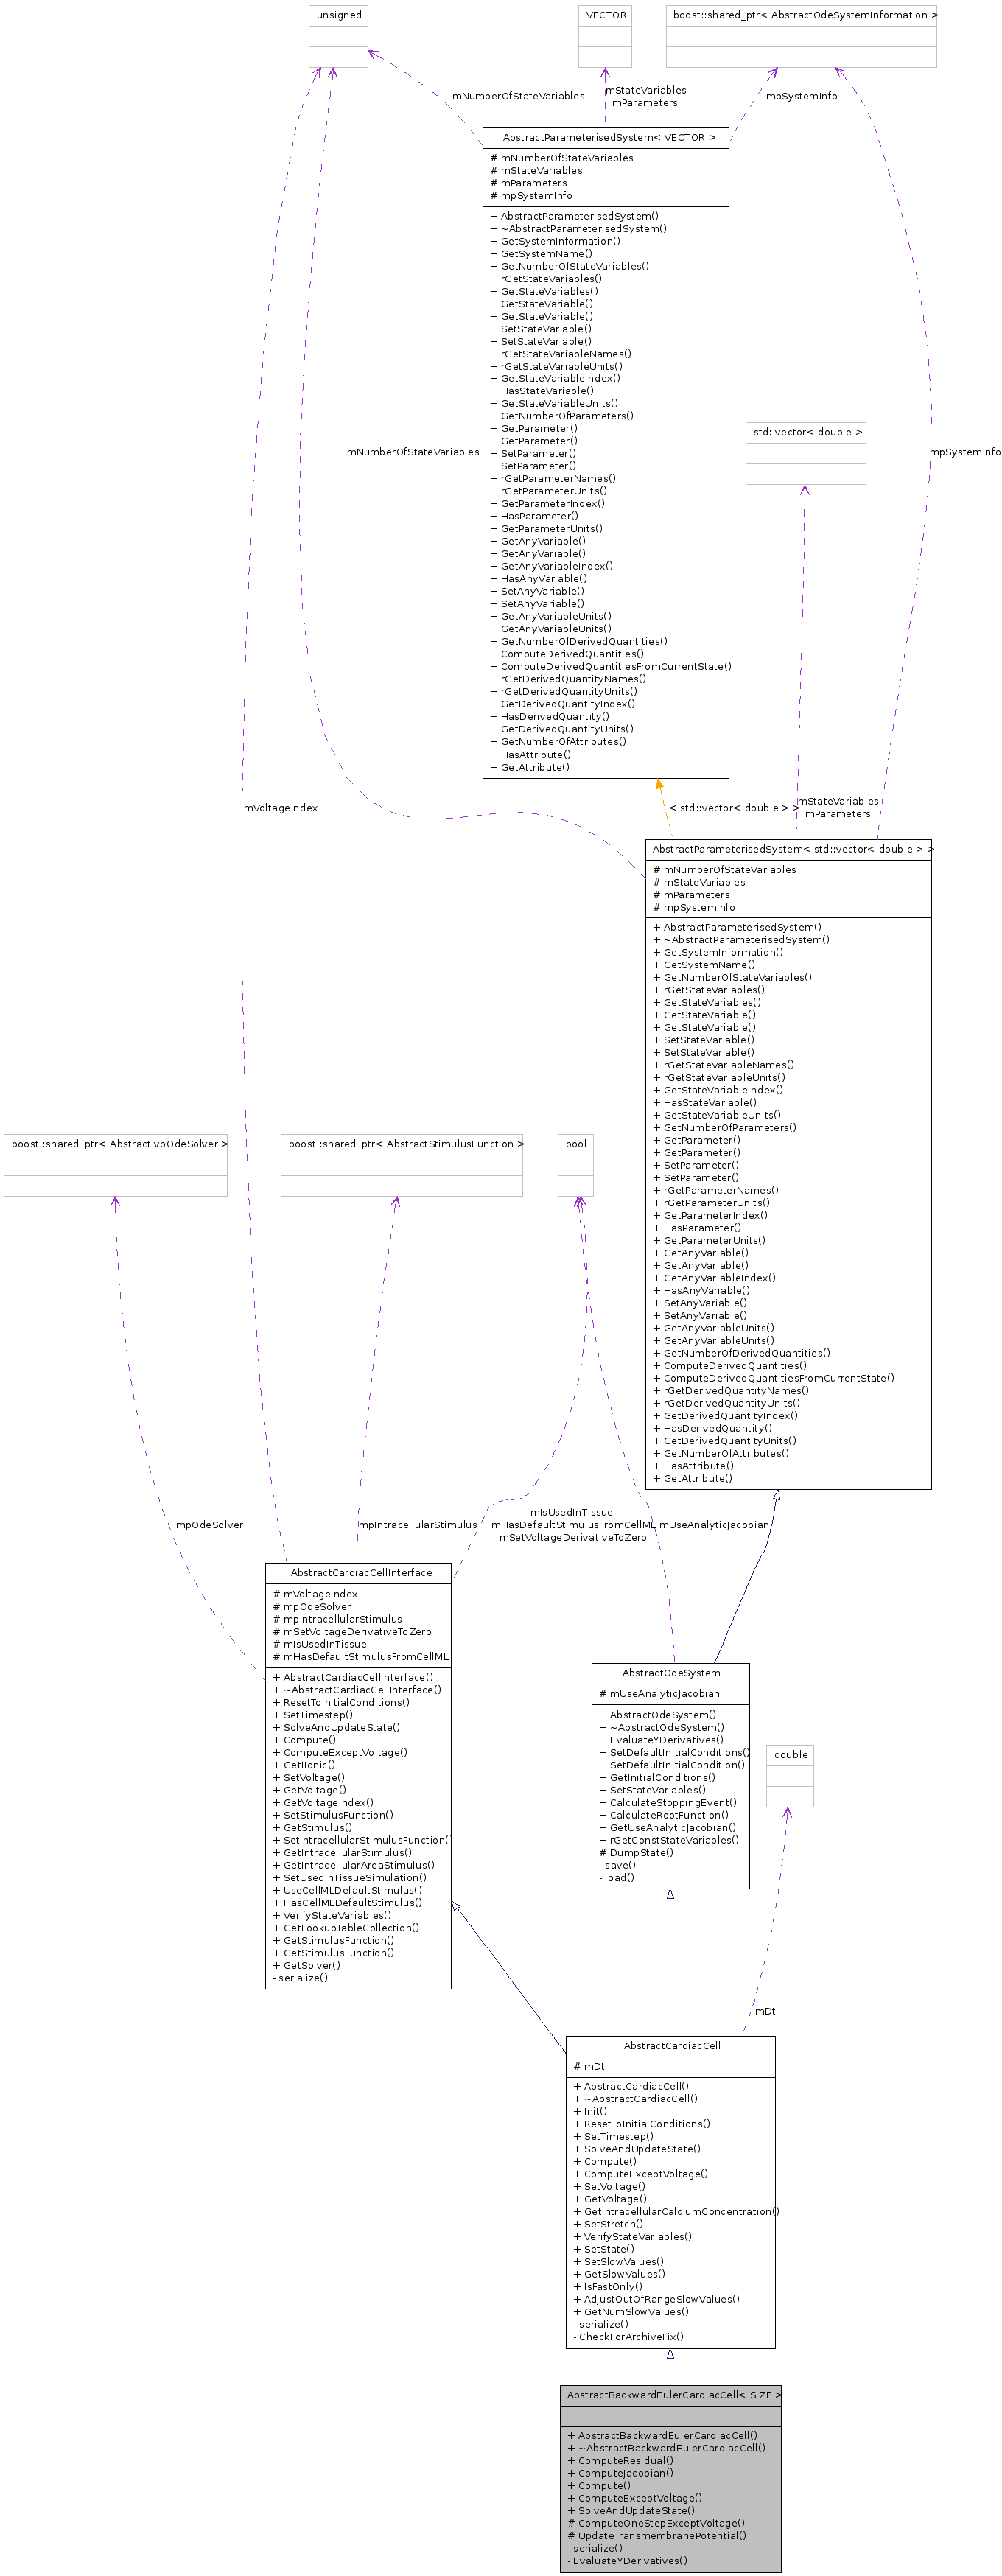 unsigned
VECTOR
boost::shared_ptr< AbstractOdeSystemInformation >
mNumberOfStateVariables
mStateVariables
mParameters
mpSystemInfo
AbstractParameterisedSystem< VECTOR >
# mNumberOfStateVariables
# mStateVariables
# mParameters
# mpSystemInfo
+ AbstractParameterisedSystem()
+ ~AbstractParameterisedSystem()
+ GetSystemInformation()
+ GetSystemName()
+ GetNumberOfStateVariables()
+ rGetStateVariables()
+ GetStateVariables()
+ GetStateVariable()
+ GetStateVariable()
+ SetStateVariable()
+ SetStateVariable()
+ rGetStateVariableNames()
+ rGetStateVariableUnits()
+ GetStateVariableIndex()
+ HasStateVariable()
+ GetStateVariableUnits()
+ GetNumberOfParameters()
+ GetParameter()
+ GetParameter()
+ SetParameter()
+ SetParameter()
+ rGetParameterNames()
+ rGetParameterUnits()
+ GetParameterIndex()
+ HasParameter()
+ GetParameterUnits()
+ GetAnyVariable()
+ GetAnyVariable()
+ GetAnyVariableIndex()
+ HasAnyVariable()
+ SetAnyVariable()
+ SetAnyVariable()
+ GetAnyVariableUnits()
+ GetAnyVariableUnits()
+ GetNumberOfDerivedQuantities()
+ ComputeDerivedQuantities()
+ ComputeDerivedQuantitiesFromCurrentState()
+ rGetDerivedQuantityNames()
+ rGetDerivedQuantityUnits()
+ GetDerivedQuantityIndex()
+ HasDerivedQuantity()
+ GetDerivedQuantityUnits()
+ GetNumberOfAttributes()
+ HasAttribute()
+ GetAttribute()
mNumberOfStateVariables
std::vector< double >
mpSystemInfo
mVoltageIndex
< std::vector< double > >
mStateVariables
mParameters
AbstractParameterisedSystem< std::vector< double > >
# mNumberOfStateVariables
# mStateVariables
# mParameters
# mpSystemInfo
+ AbstractParameterisedSystem()
+ ~AbstractParameterisedSystem()
+ GetSystemInformation()
+ GetSystemName()
+ GetNumberOfStateVariables()
+ rGetStateVariables()
+ GetStateVariables()
+ GetStateVariable()
+ GetStateVariable()
+ SetStateVariable()
+ SetStateVariable()
+ rGetStateVariableNames()
+ rGetStateVariableUnits()
+ GetStateVariableIndex()
+ HasStateVariable()
+ GetStateVariableUnits()
+ GetNumberOfParameters()
+ GetParameter()
+ GetParameter()
+ SetParameter()
+ SetParameter()
+ rGetParameterNames()
+ rGetParameterUnits()
+ GetParameterIndex()
+ HasParameter()
+ GetParameterUnits()
+ GetAnyVariable()
+ GetAnyVariable()
+ GetAnyVariableIndex()
+ HasAnyVariable()
+ SetAnyVariable()
+ SetAnyVariable()
+ GetAnyVariableUnits()
+ GetAnyVariableUnits()
+ GetNumberOfDerivedQuantities()
+ ComputeDerivedQuantities()
+ ComputeDerivedQuantitiesFromCurrentState()
+ rGetDerivedQuantityNames()
+ rGetDerivedQuantityUnits()
+ GetDerivedQuantityIndex()
+ HasDerivedQuantity()
+ GetDerivedQuantityUnits()
+ GetNumberOfAttributes()
+ HasAttribute()
+ GetAttribute()
boost::shared_ptr< AbstractIvpOdeSolver >
boost::shared_ptr< AbstractStimulusFunction >
bool
mpOdeSolver
mpIntracellularStimulus
mIsUsedInTissue
mHasDefaultStimulusFromCellML
mSetVoltageDerivativeToZero
mUseAnalyticJacobian
AbstractCardiacCellInterface
# mVoltageIndex
# mpOdeSolver
# mpIntracellularStimulus
# mSetVoltageDerivativeToZero
# mIsUsedInTissue
# mHasDefaultStimulusFromCellML
+ AbstractCardiacCellInterface()
+ ~AbstractCardiacCellInterface()
+ ResetToInitialConditions()
+ SetTimestep()
+ SolveAndUpdateState()
+ Compute()
+ ComputeExceptVoltage()
+ GetIIonic()
+ SetVoltage()
+ GetVoltage()
+ GetVoltageIndex()
+ SetStimulusFunction()
+ GetStimulus()
+ SetIntracellularStimulusFunction()
+ GetIntracellularStimulus()
+ GetIntracellularAreaStimulus()
+ SetUsedInTissueSimulation()
+ UseCellMLDefaultStimulus()
+ HasCellMLDefaultStimulus()
+ VerifyStateVariables()
+ GetLookupTableCollection()
+ GetStimulusFunction()
+ GetStimulusFunction()
+ GetSolver()
- serialize()
AbstractOdeSystem
# mUseAnalyticJacobian
+ AbstractOdeSystem()
+ ~AbstractOdeSystem()
+ EvaluateYDerivatives()
+ SetDefaultInitialConditions()
+ SetDefaultInitialCondition()
+ GetInitialConditions()
+ SetStateVariables()
+ CalculateStoppingEvent()
+ CalculateRootFunction()
+ GetUseAnalyticJacobian()
+ rGetConstStateVariables()
# DumpState()
- save()
- load()
double
mDt
AbstractCardiacCell
# mDt
+ AbstractCardiacCell()
+ ~AbstractCardiacCell()
+ Init()
+ ResetToInitialConditions()
+ SetTimestep()
+ SolveAndUpdateState()
+ Compute()
+ ComputeExceptVoltage()
+ SetVoltage()
+ GetVoltage()
+ GetIntracellularCalciumConcentration()
+ SetStretch()
+ VerifyStateVariables()
+ SetState()
+ SetSlowValues()
+ GetSlowValues()
+ IsFastOnly()
+ AdjustOutOfRangeSlowValues()
+ GetNumSlowValues()
- serialize()
- CheckForArchiveFix()
AbstractBackwardEulerCardiacCell< SIZE >
+ AbstractBackwardEulerCardiacCell()
+ ~AbstractBackwardEulerCardiacCell()
+ ComputeResidual()
+ ComputeJacobian()
+ Compute()
+ ComputeExceptVoltage()
+ SolveAndUpdateState()
# ComputeOneStepExceptVoltage()
# UpdateTransmembranePotential()
- serialize()
- EvaluateYDerivatives()